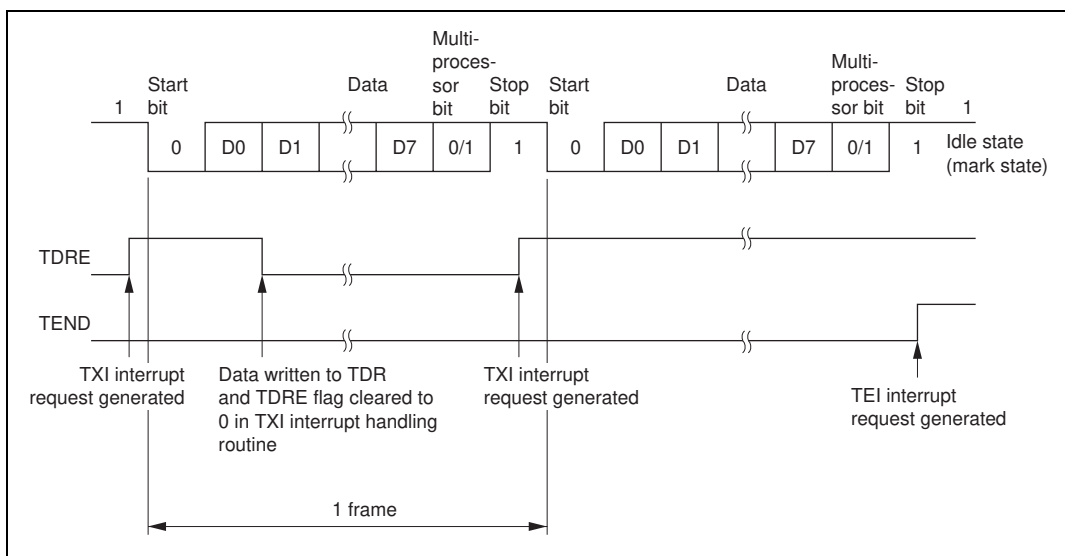 Multi-
proces-
sor
bit
Start
bit
Data
Stop
bit
Start
bit
Data
Multi-
proces-
sor bit
Stop
bit
1
1
0
D0
D1
D7
0/1
1
0
D0
D1
D7
0/1
1
Idle state
(mark state)
TDRE
TEND
TXI interrupt
request generated
Data written to TDR
and TDRE flag cleared to
0 in TXI interrupt handling
routine
TXI interrupt
request generated
TEI interrupt
request generated
1 frame